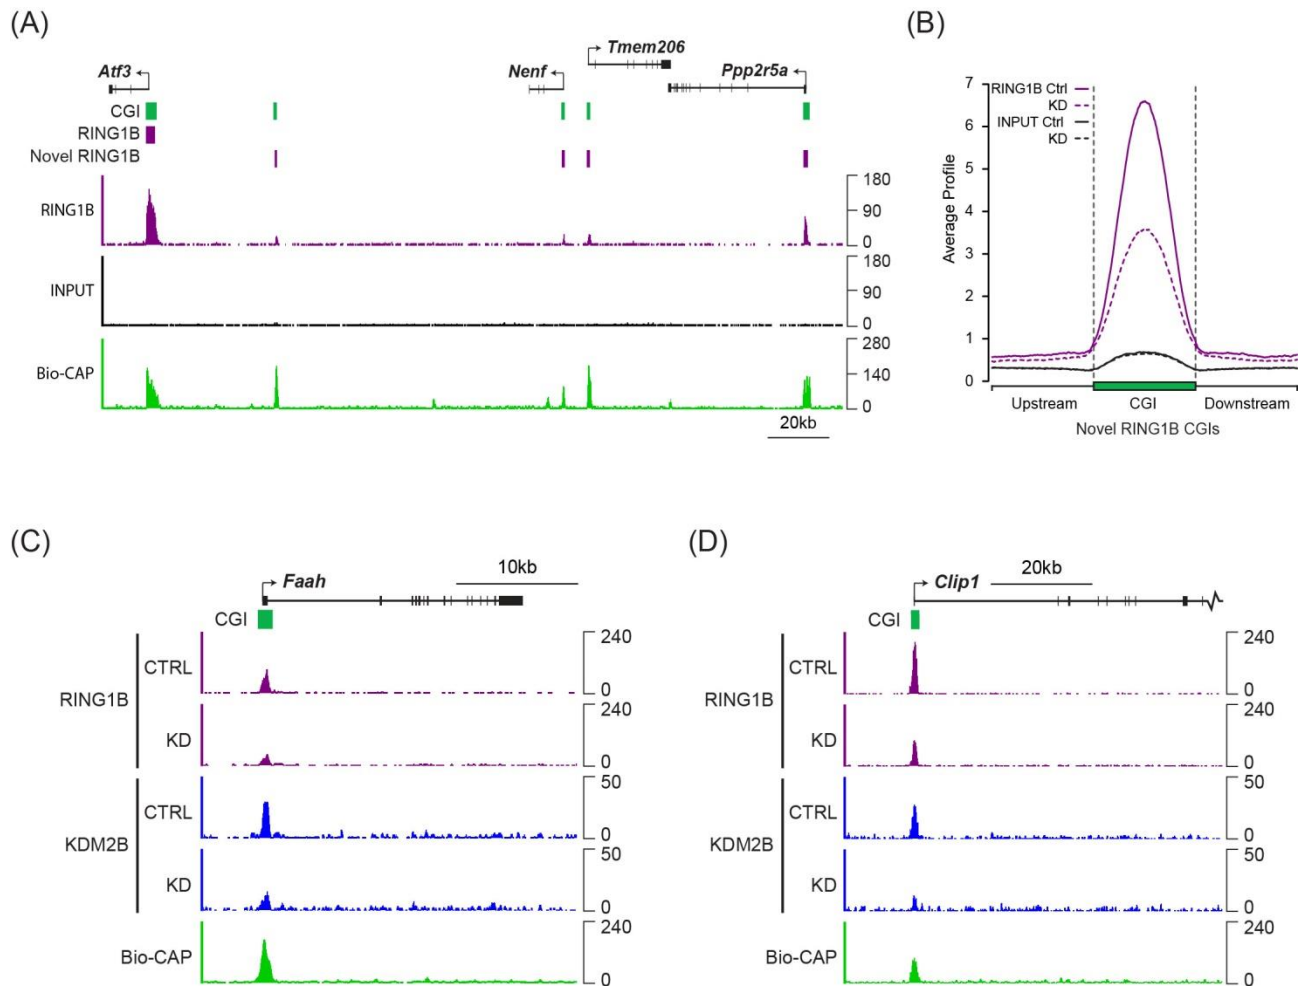 (A)
Atf3
Nenf
Tmem206
Ppp2r5a
CGI
RING1B
Novel RING1B
RING1B
180
90
0
INPUT
180
90
0
Bio-CAP
280
140
0
20kb
(B)
Average Profile
7
6
5
4
3
2
1
0
RING1B Ctrl
KD
INPUT Ctrl
KD
Upstream
CGI
Downstream
Novel RING1B CGIs
(C)
10kb
Faah
CGI
RING1B
CTRL
240
0
KD
240
0
KDM2B
CTRL
50
0
KD
50
0
Bio-CAP
240
0
(D)
20kb
Clip1
CGI
RING1B
CTRL
240
0
KD
240
0
KDM2B
CTRL
50
0
KD
50
0
Bio-CAP
240
0